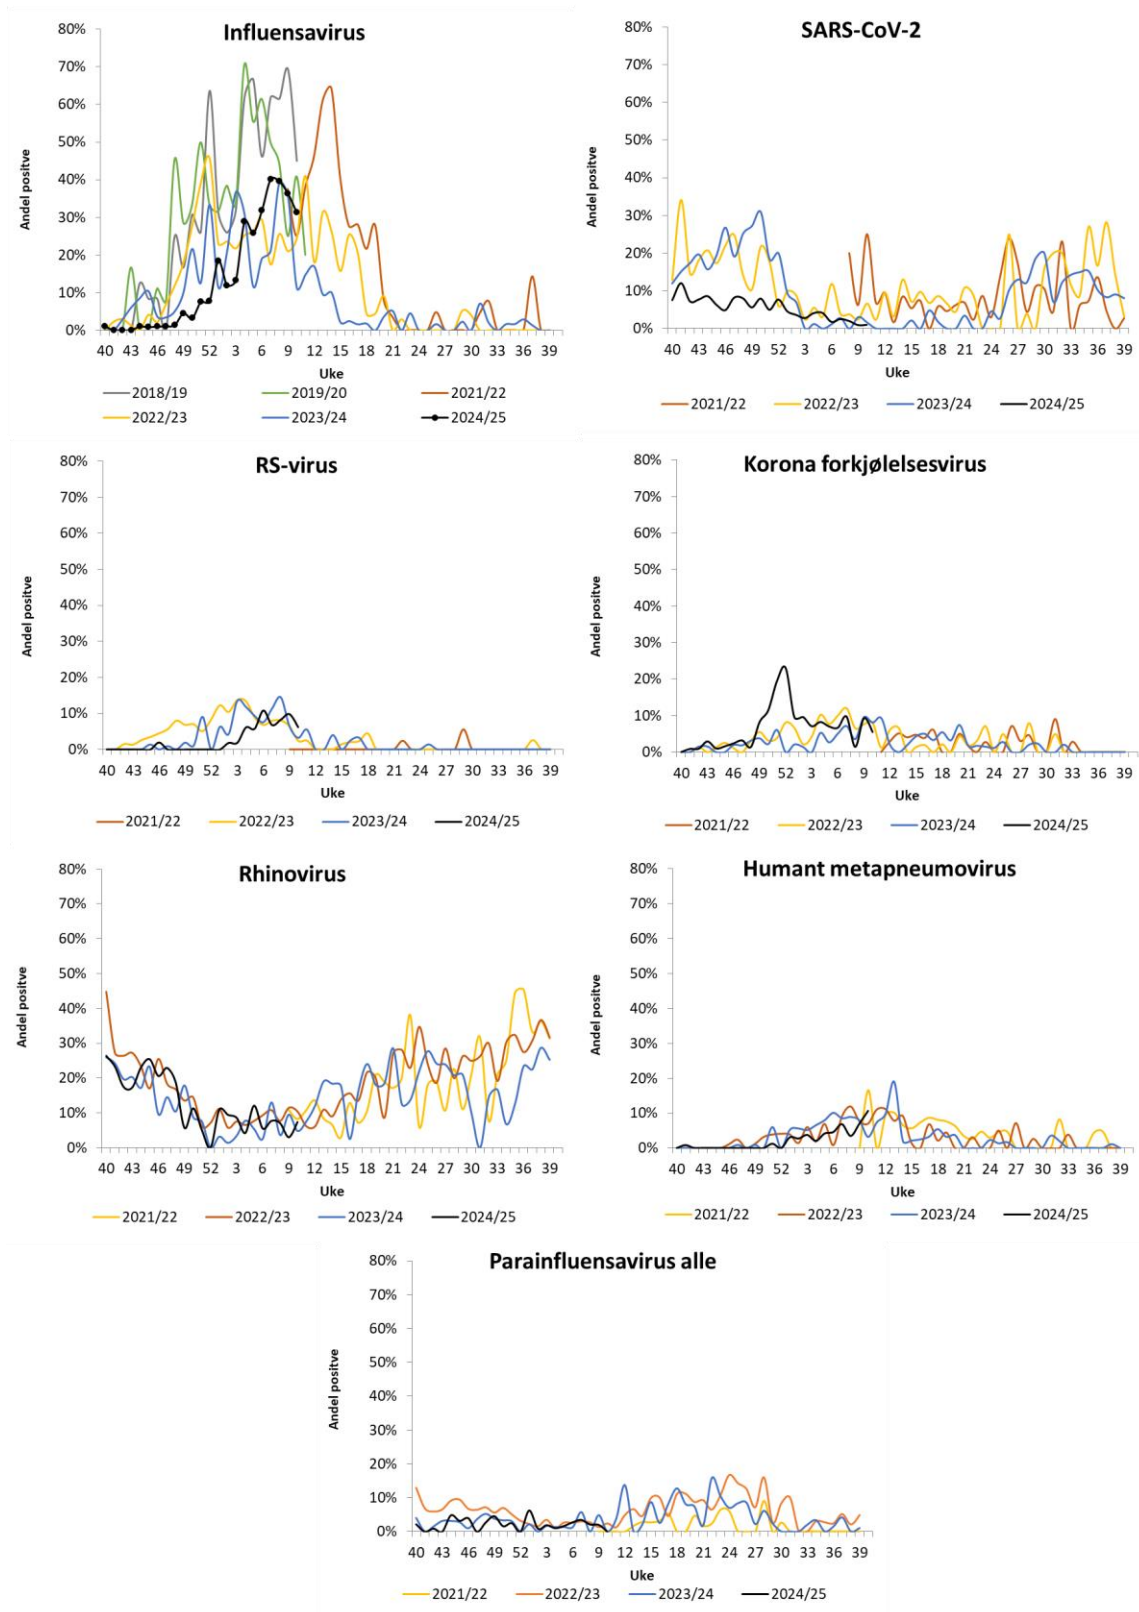 Influensavirus
80%
70%
60%
50%
40%
30%
20%
10%
0%
Andel positve
40 43 46 49 52 3 6 9 12 15 18 21 24 27 30 33 36 39
Uke
2018/19 2019/20 2021/22
2022/23 2023/24 2024/25
SARS-CoV-2
80%
70%
60%
50%
40%
30%
20%
10%
0%
Andel positve
40 43 46 49 52 3 6 9 12 15 18 21 24 27 30 33 36 39
Uke
2021/22 2022/23 2023/24 2024/25
RS-virus
80%
70%
60%
50%
40%
30%
20%
10%
0%
Andel positve
40 43 46 49 52 3 6 9 12 15 18 21 24 27 30 33 36 39
Uke
2021/22 2022/23 2023/24 2024/25
Korona forkjølelsesvirus
80%
70%
60%
50%
40%
30%
20%
10%
0%
Andel positve
40 43 46 49 52 3 6 9 12 15 18 21 24 27 30 33 36 39
Uke
2021/22 2022/23 2023/24 2024/25
Rhinovirus
80%
70%
60%
50%
40%
30%
20%
10%
0%
Andel positve
40 43 46 49 52 3 6 9 12 15 18 21 24 27 30 33 36 39
Uke
2021/22 2022/23 2023/24 2024/25
Humant metapneumovirus
80%
70%
60%
50%
40%
30%
20%
10%
0%
Andel positve
40 43 46 49 52 3 6 9 12 15 18 21 24 27 30 33 36 39
Uke
2021/22 2022/23 2023/24 2024/25
Parainfluensavirus alle
80%
70%
60%
50%
40%
30%
20%
10%
0%
Andel positve
40 43 46 49 52 3 6 9 12 15 18 21 24 27 30 33 36 39
Uke
2021/22 2022/23 2023/24 2024/25